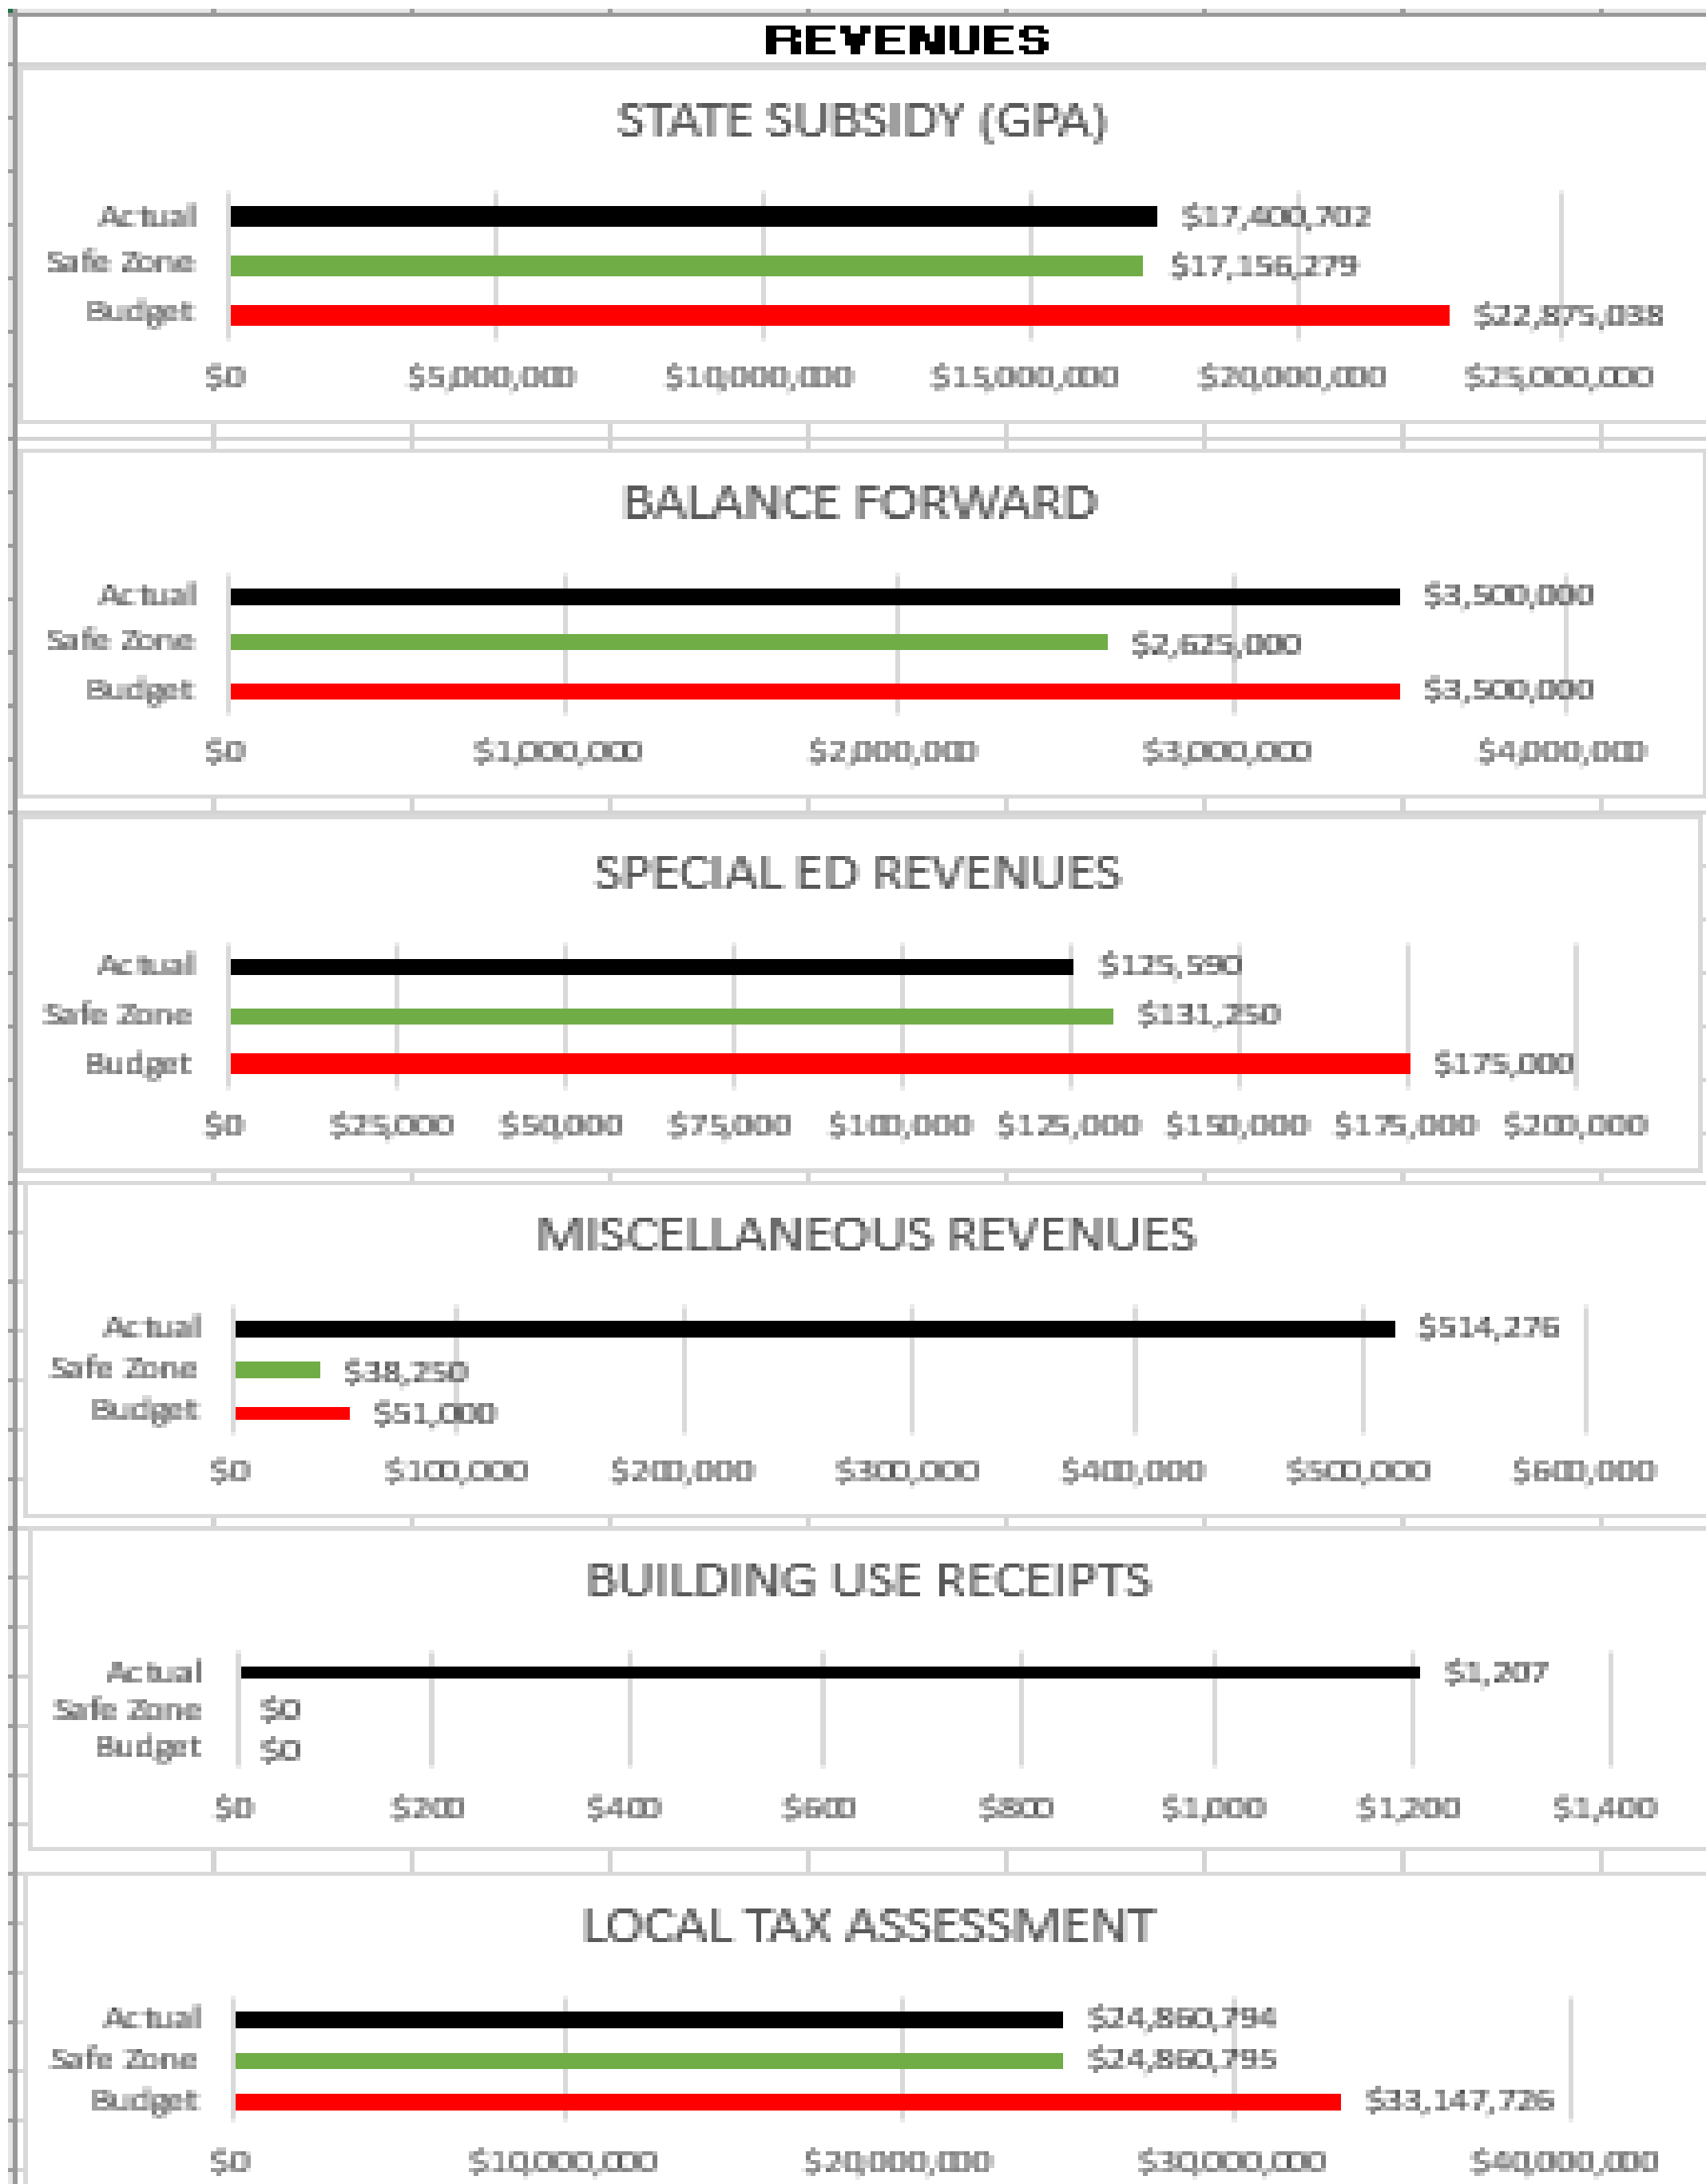 REVENUES
STATE SUBSIDY (GPA)
Actual $17,400,702
Safe Zone $17,156,279
Budget $22,875,038
$0 $5,000,000 $10,000,000 $15,000,000 $20,000,000 $25,000,000
BALANCE FORWARD
Actual $3,500,000
Safe Zone $2,625,000
Budget $3,500,000
$0 $1,000,000 $2,000,000 $3,000,000 $4,000,000
SPECIAL ED REVENUES
Actual $125,590
Safe Zone $131,250
Budget $175,000
$0 $25,000 $50,000 $75,000 $100,000 $125,000 $150,000 $175,000 $200,000
MISCELLANEOUS REVENUES
Actual $514,276
Safe Zone $38,250
Budget $51,000
$0 $100,000 $200,000 $300,000 $400,000 $500,000 $600,000
BUILDING USE RECEIPTS
Actual $1,207
Safe Zone $0
Budget $0
$0 $200 $400 $600 $800 $1,000 $1,200 $1,400
LOCAL TAX ASSESSMENT
Actual $24,860,794
Safe Zone $24,860,795
Budget $33,147,726
$0 $10,000,000 $20,000,000 $30,000,000 $40,000,000